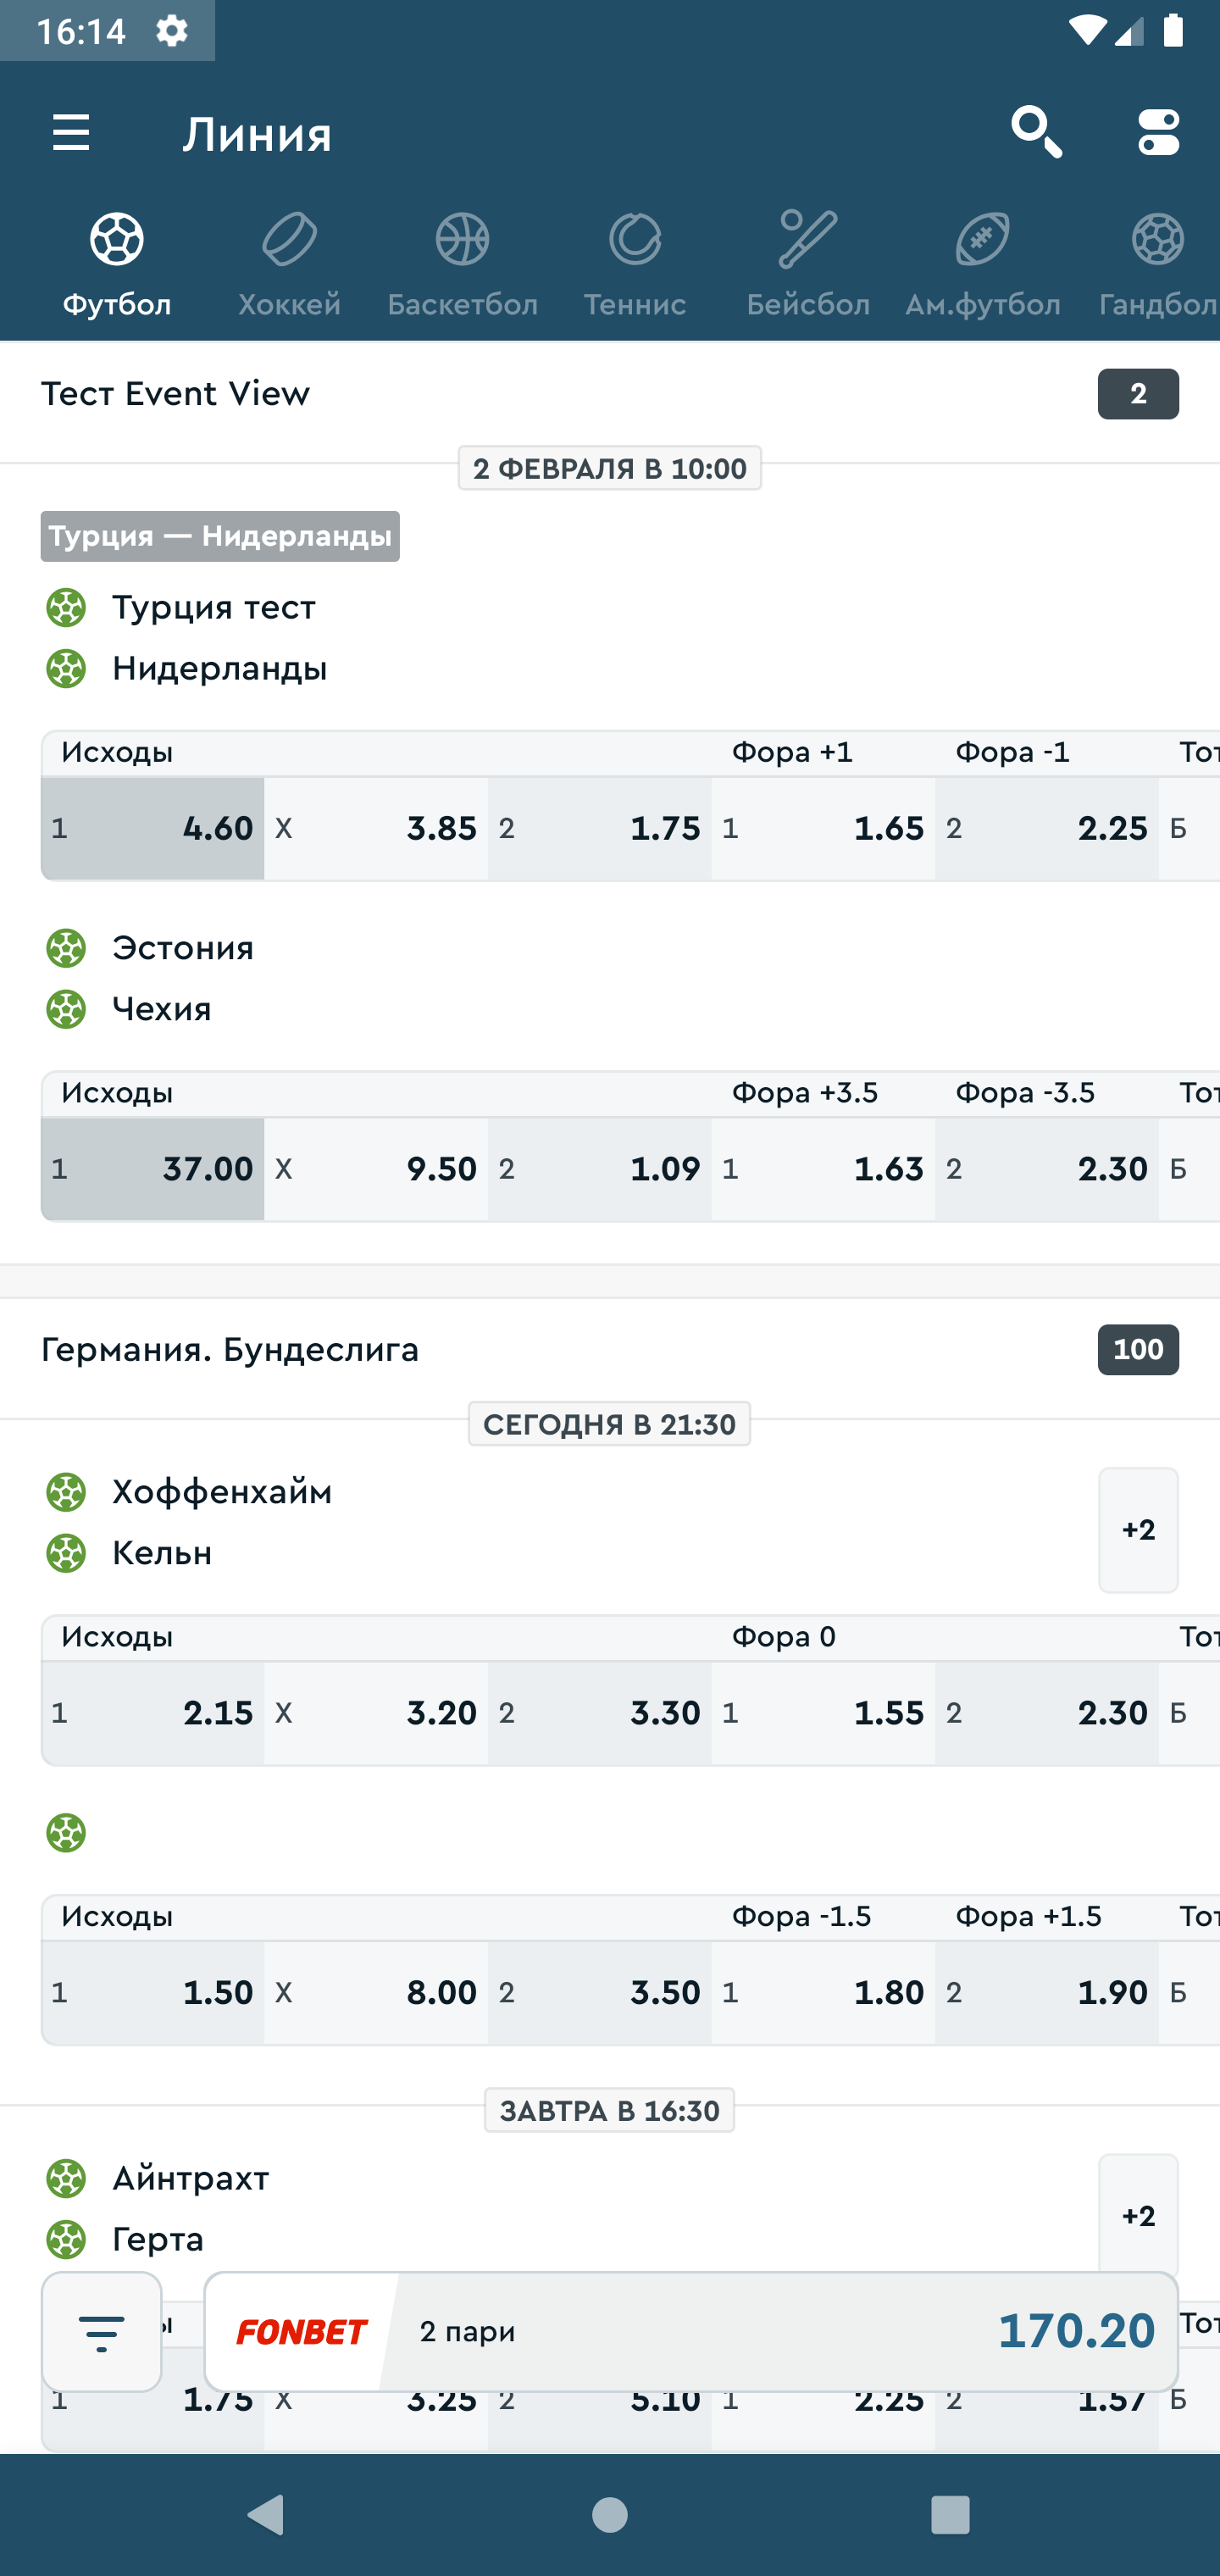 16:14
Линия
Футбол Хоккей Баскетбол Теннис Бейсбол Ам.футбол Гандбол
Тест Event View 2
2 ФЕВРАЛЯ В 10:00
Турция — Нидерланды
Турция тест
Нидерланды
Исходы Фора +1 Фора -1 Тот
1 4.60 X 3.85 2 1.75 1 1.65 2 2.25 Б
Эстония
Чехия
Исходы Фора +3.5 Фора -3.5 Тот
1 37.00 X 9.50 2 1.09 1 1.63 2 2.30 Б
Германия. Бундеслига 100
СЕГОДНЯ В 21:30
Хоффенхайм
+2
Кельн
Исходы Фора 0 Тот
1 2.15 X 3.20 2 3.30 1 1.55 2 2.30 Б
Исходы Фора -1.5 Фора +1.5 Тот
1 1.50 X 8.00 2 3.50 1 1.80 2 1.90 Б
ЗАВТРА В 16:30
Айнтрахт
+2
Герта
ы FONBET 2 пари 170.20 Тот
1 1.75 X 3.25 2 5.10 1 2.25 2 1.57 Б